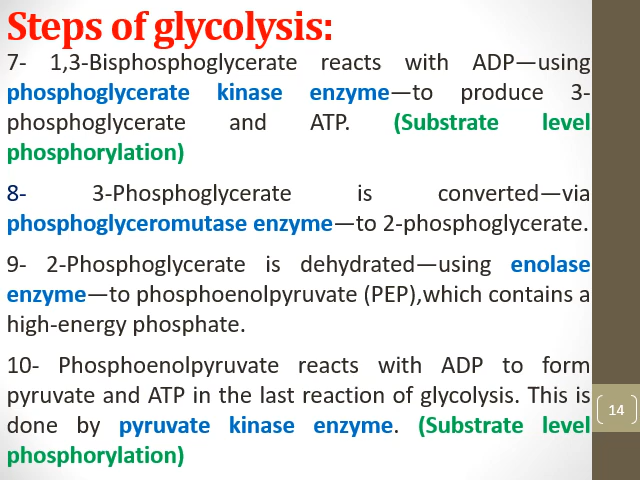 Steps of glycolysis:
7- 1,3-Bisphosphoglycerate reacts with ADP—using
phosphoglycerate kinase enzyme—to produce 3-
phosphoglycerate and ATP. (Substrate level
phosphorylation)
8- 3-Phosphoglycerate is converted—via
phosphoglyceromutase enzyme—to 2-phosphoglycerate.
9- 2-Phosphoglycerate is dehydrated—using enolase
enzyme—to phosphoenolpyruvate (PEP),which contains a
high-energy phosphate.
10- Phosphoenolpyruvate reacts with ADP to form
pyruvate and ATP in the last reaction of glycolysis. This is
done by pyruvate kinase enzyme. (Substrate level
phosphorylation)
14